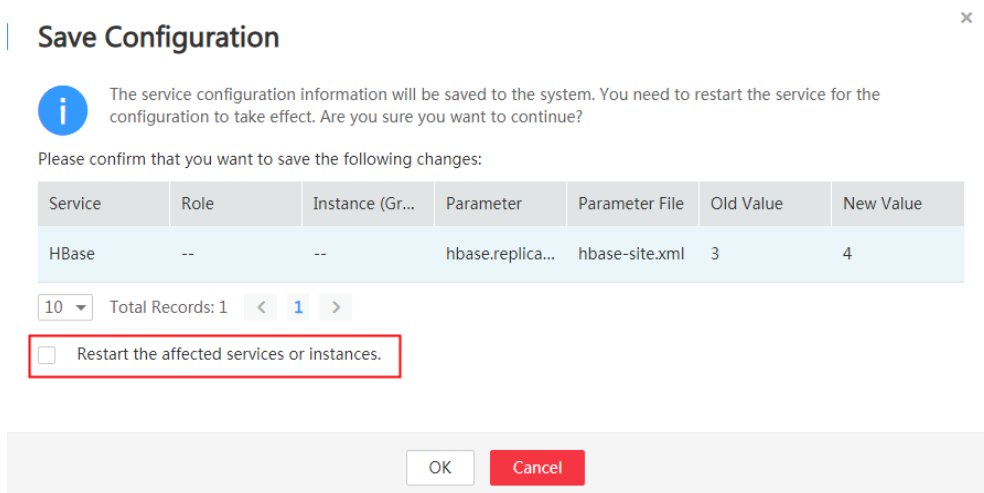 ×
Save Configuration
i
The service configuration information will be saved to the system. You need to restart the service for the
configuration to take effect. Are you sure you want to continue?
Please confirm that you want to save the following changes:
Service Role Instance (Gr... Parameter Parameter File Old Value New Value
HBase -- -- hbase.replica... hbase-site.xml 3 4
10 Total Records: 1 < 1 >
Restart the affected services or instances.
OK Cancel